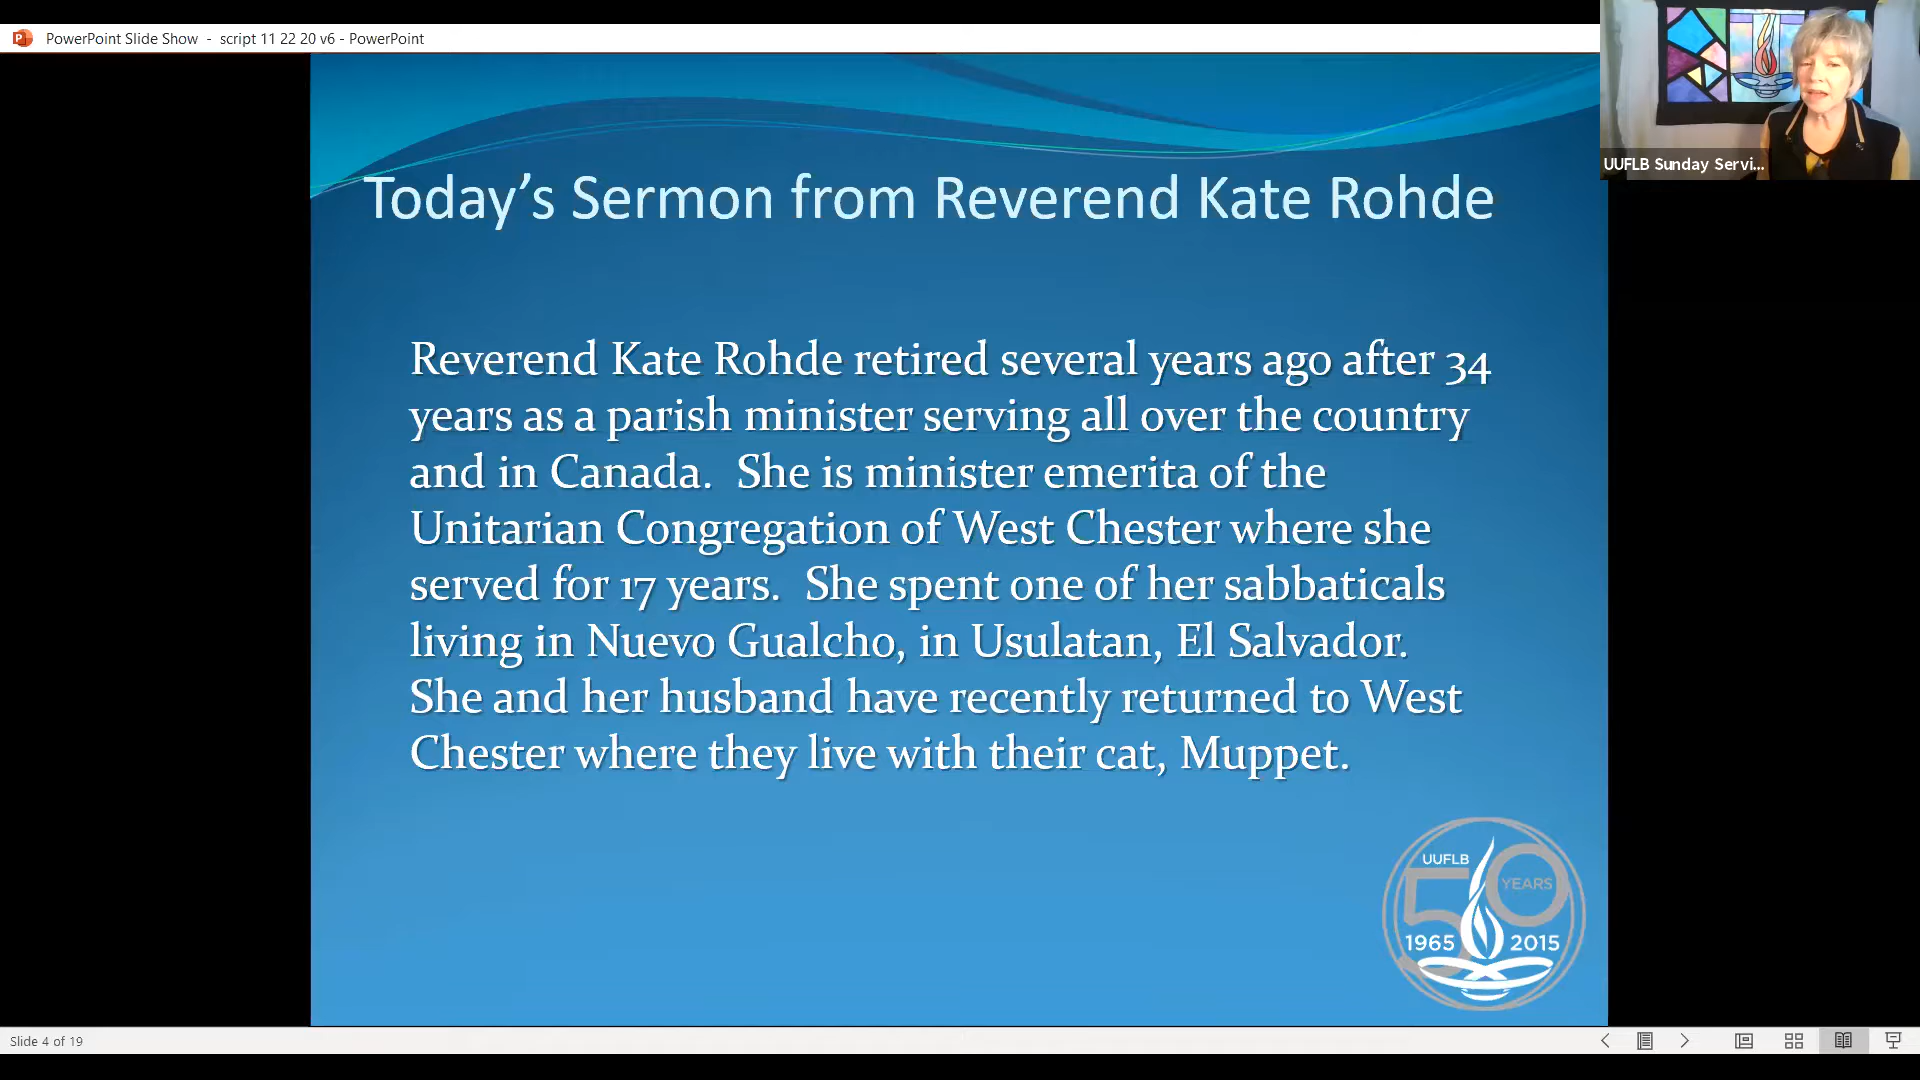 PowerPoint Slide Show - script 11 22 20 v6 - PowerPoint
UUFLB Sunday Servi...
Today’s Sermon from Reverend Kate Rohde
Reverend Kate Rohde retired several years ago after 34
years as a parish minister serving all over the country
and in Canada. She is minister emerita of the
Unitarian Congregation of West Chester where she
served for 17 years. She spent one of her sabbaticals
living in Nuevo Gualcho, in Usulatan, El Salvador.
She and her husband have recently returned to West
Chester where they live with their cat, Muppet.
UUFLB
50 YEARS
1965 2015
Slide 4 of 19